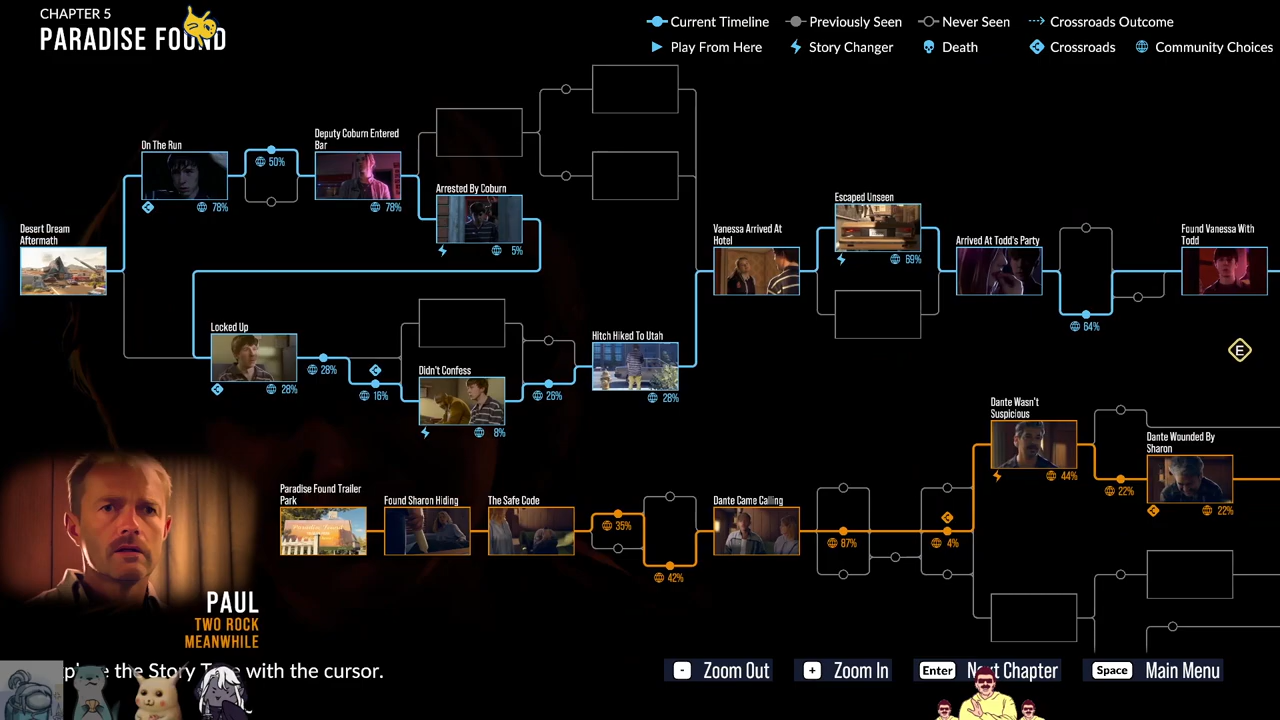 CHAPTER 5
PARADISE FOUND
Current Timeline
Previously Seen
Never Seen
Crossroads Outcome
Play From Here
Story Changer
Death
Crossroads
Community Choices
On The Run
50%
78%
Deputy Coburn Entered
Bar
78%
Arrested By Coburn
5%
Desert Dream
Aftermath
Vanessa Arrived At
Hotel
Escaped Unseen
69%
Arrived At Todd's Party
64%
Found Vanessa With
Todd
E
Locked Up
28%
28%
16%
Didn't Confess
8%
26%
Hitch Hiked To Utah
28%
Paradise Found Trailer
Park
Found Sharon Hiding
The Safe Code
35%
42%
Dante Came Calling
87%
4%
Dante Wasn't
Suspicious
44%
22%
Dante Wounded By
Sharon
22%
PAUL
TWO ROCK
MEANWHILE
the Story with the cursor.
- Zoom Out
+ Zoom In
Enter Next Chapter
Space Main Menu